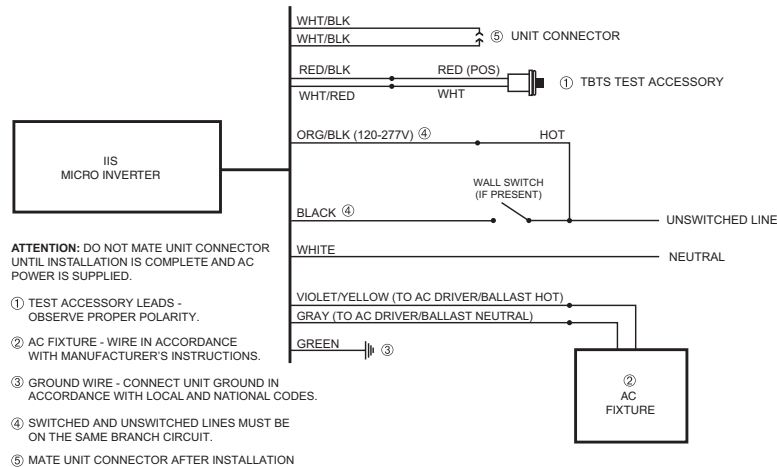 WHT/BLK
WHT/BLK
⑤ UNIT CONNECTOR
RED/BLK
RED (POS)
WHT/RED
WHT
① TBTS TEST ACCESSORY
ORG/BLK (120-277V) ④
HOT
IIS
MICRO INVERTER
WALL SWITCH
(IF PRESENT)
BLACK ④
UNSWITCHED LINE
WHITE
NEUTRAL
VIOLET/YELLOW (TO AC DRIVER/BALLAST HOT)
GRAY (TO AC DRIVER/BALLAST NEUTRAL)
GREEN
③
②
AC
FIXTURE
ATTENTION: DO NOT MATE UNIT CONNECTOR
UNTIL INSTALLATION IS COMPLETE AND AC
POWER IS SUPPLIED.
① TEST ACCESSORY LEADS -
OBSERVE PROPER POLARITY.
② AC FIXTURE - WIRE IN ACCORDANCE
WITH MANUFACTURER'S INSTRUCTIONS.
③ GROUND WIRE - CONNECT UNIT GROUND IN
ACCORDANCE WITH LOCAL AND NATIONAL CODES.
④ SWITCHED AND UNSWITCHED LINES MUST BE
ON THE SAME BRANCH CIRCUIT.
⑤ MATE UNIT CONNECTOR AFTER INSTALLATION